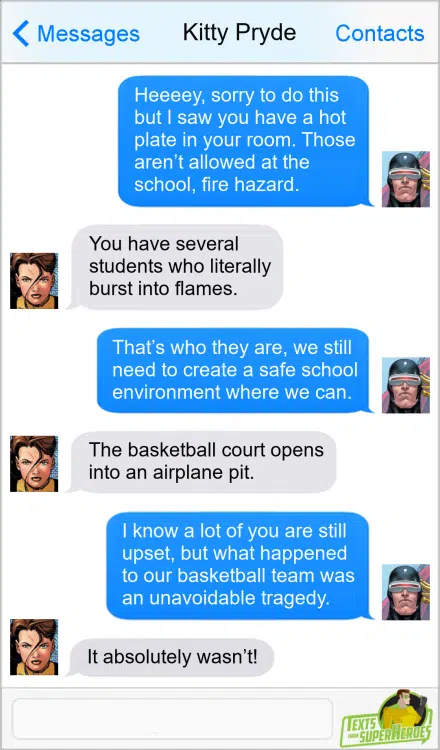 Messages
Kitty Pryde
Contacts
Heeeey, sorry to do this
but I saw you have a hot
plate in your room. Those
aren’t allowed at the
school, fire hazard.
You have several
students who literally
burst into flames.
That’s who they are, we still
need to create a safe school
environment where we can.
The basketball court opens
into an airplane pit.
I know a lot of you are still
upset, but what happened
to our basketball team was
an unavoidable tragedy.
It absolutely wasn’t!
TEXTS
FROM SUPERHEROES